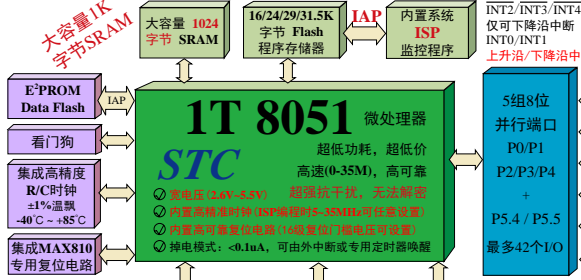 大容量1K
字节SRAM
大容量 1024
字节 SRAM
16/24/29/31.5K
字节 Flash
程序存储器
IAP
内置系统
ISP
监控程序
INT2/INT3/INT4
仅可下降沿中断
INT0/INT1
上升沿/下降沿中
E²PROM
Data Flash
IAP
看门狗
集成高精度
R/C时钟
±1%温飘
-40℃～+85℃
集成MAX810
专用复位电路
1T 8051 微处理器
STC
超低功耗，超低价
高速(0-35M)，高可靠
宽电压(2.6V~5.5V) 超强抗干扰，无法解密
内置高精准时钟(ISP编程时5~35MHz可任意设置)
内置高可靠复位电路(16级复位门槛电压可设置)
掉电模式：<0.1uA，可由外中断或专用定时器唤醒
5组8位
并行端口
P0/P1
P2/P3/P4
+
P5.4 / P5.5
最多42个I/O